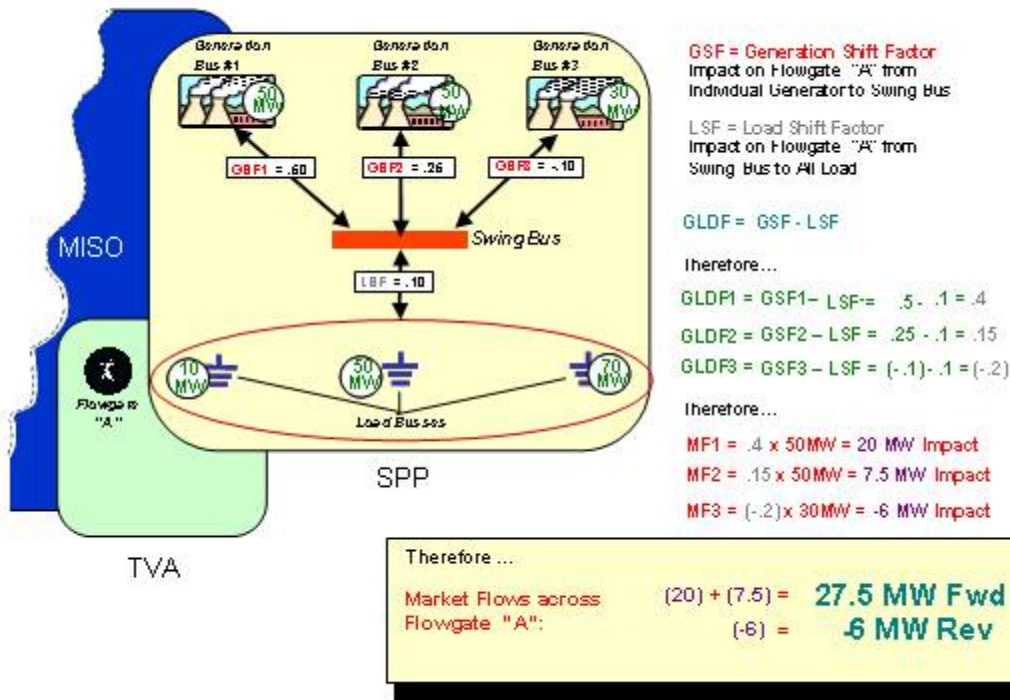 Generation Bus #1
Generation Bus #2
Generation Bus #3
50 MW
50 MW
30 MW
GSF1 = .50
GSF2 = .25
GSF3 = -.10
Swing Bus
LSF = .10
MISO
10 MW
50 MW
70 MW
Load Busses
Flowgate "A"
SPP
TVA
GSF = Generation Shift Factor
Impact on Flowgate "A" from
Individual Generator to Swing Bus
LSF = Load Shift Factor
Impact on Flowgate "A" from
Swing Bus to All Load
GLDF = GSF - LSF
Therefore...
GLDF1 = GSF1 – LSF = .5 - .1 = .4
GLDF2 = GSF2 – LSF = .25 - .1 = .15
GLDF3 = GSF3 – LSF = (-.1) - .1 = (-.2)
Therefore...
MF1 = .4 x 50MW = 20 MW Impact
MF2 = .15 x 50MW = 7.5 MW Impact
MF3 = (-.2) x 30MW = -6 MW Impact
Therefore ...
Market Flows across
Flowgate "A":
(20) + (7.5) = 27.5 MW Fwd
(-6) = -6 MW Rev